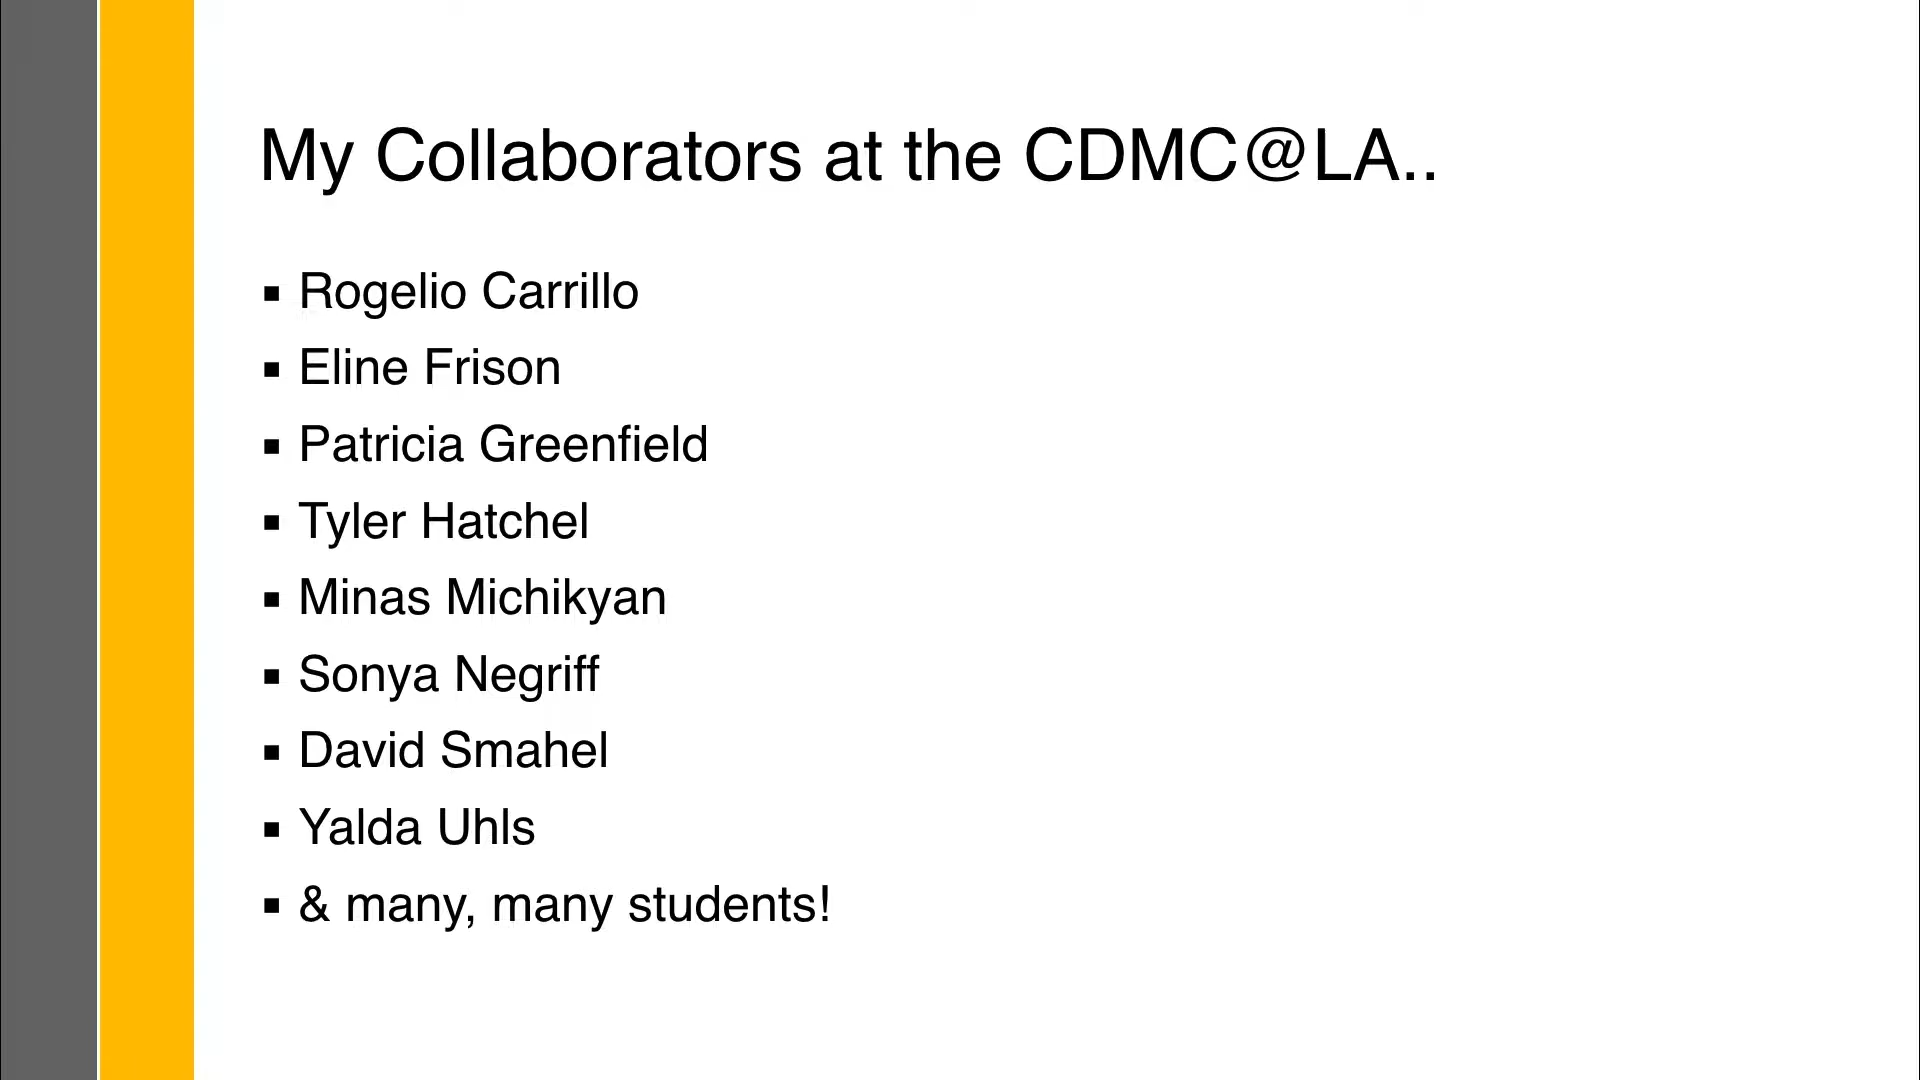 My Collaborators at the CDMC@LA..
▪ Rogelio Carrillo
▪ Eline Frison
▪ Patricia Greenfield
▪ Tyler Hatchel
▪ Minas Michikyan
▪ Sonya Negriff
▪ David Smahel
▪ Yalda Uhls
▪ & many, many students!